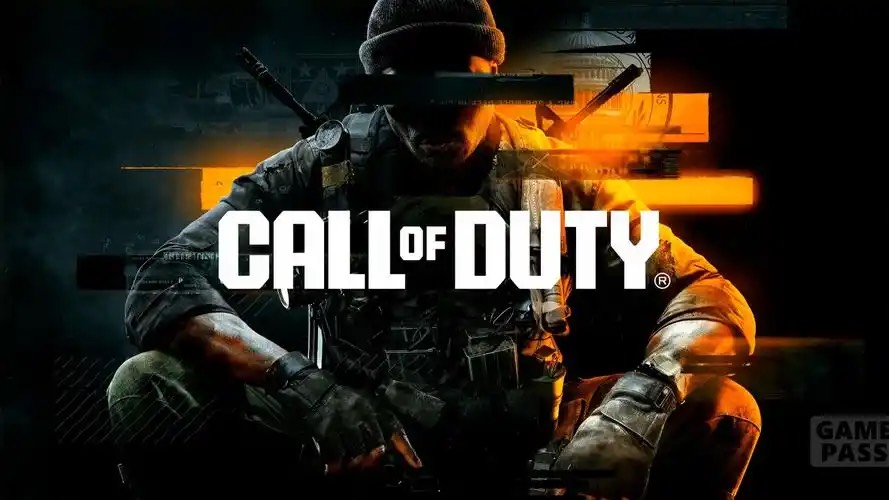 CALL OF DUTY®
GAME
PASS